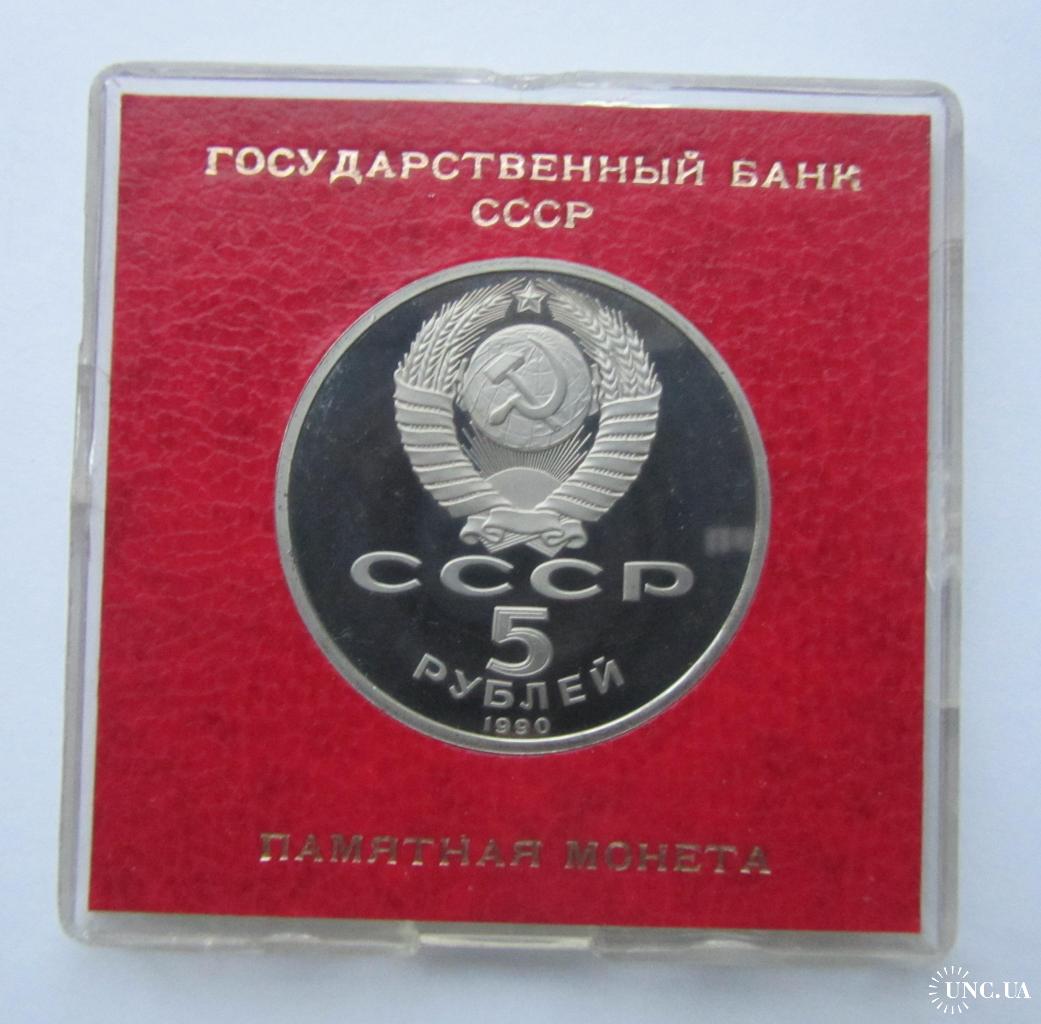 ГОСУДАРСТВЕННЫЙ БАНК
СССР
СССР
5
РУБЛЕЙ
1990
ПАМЯТНАЯ МОНЕТА
UNC.UA